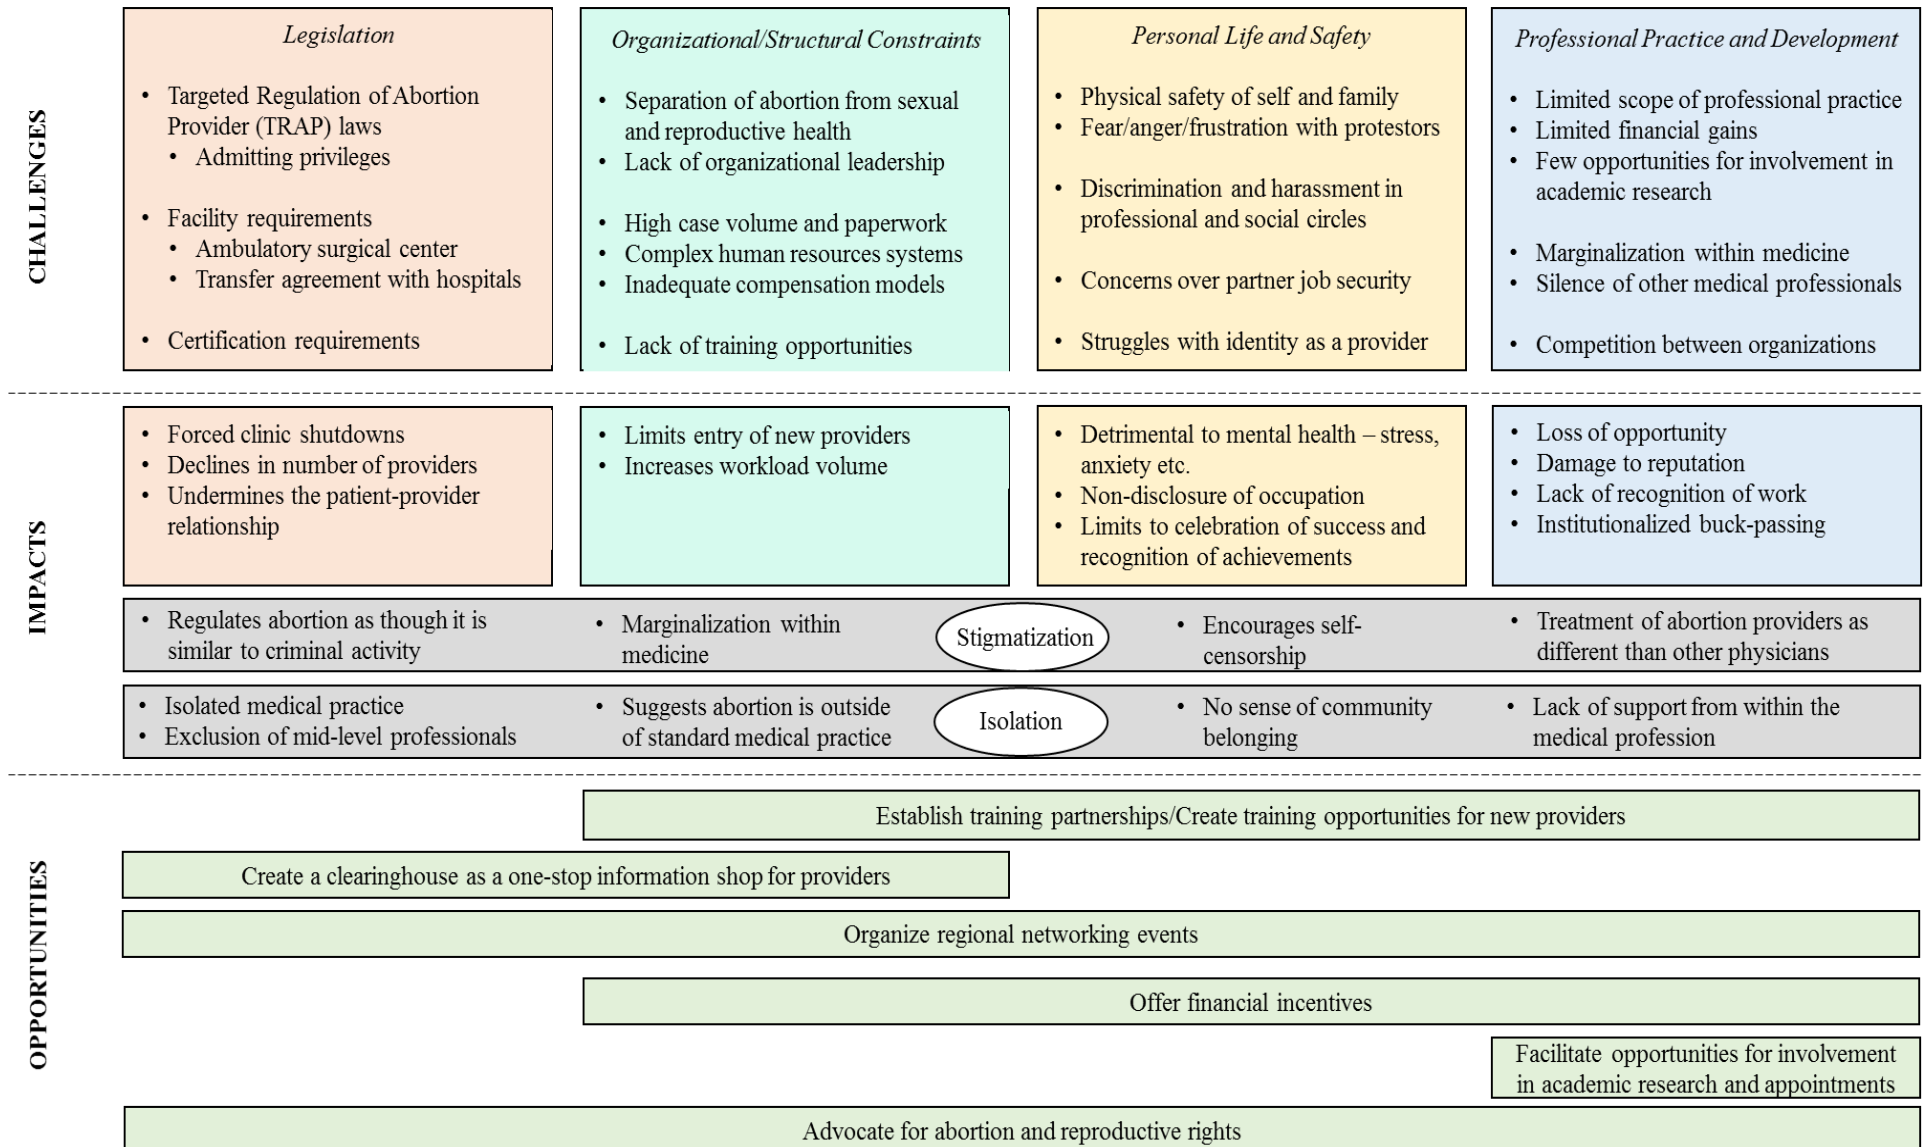 CHALLENGES
Legislation
• Targeted Regulation of Abortion
Provider (TRAP) laws
• Admitting privileges
• Facility requirements
• Ambulatory surgical center
• Transfer agreement with hospitals
• Certification requirements
Organizational/Structural Constraints
• Separation of abortion from sexual
and reproductive health
• Lack of organizational leadership
• High case volume and paperwork
• Complex human resources systems
• Inadequate compensation models
• Lack of training opportunities
Personal Life and Safety
• Physical safety of self and family
• Fear/anger/frustration with protestors
• Discrimination and harassment in
professional and social circles
• Concerns over partner job security
• Struggles with identity as a provider
Professional Practice and Development
• Limited scope of professional practice
• Limited financial gains
• Few opportunities for involvement in
academic research
• Marginalization within medicine
• Silence of other medical professionals
• Competition between organizations
IMPACTS
• Forced clinic shutdowns
• Declines in number of providers
• Undermines the patient-provider
relationship
• Limits entry of new providers
• Increases workload volume
• Detrimental to mental health – stress,
anxiety etc.
• Non-disclosure of occupation
• Limits to celebration of success and
recognition of achievements
• Loss of opportunity
• Damage to reputation
• Lack of recognition of work
• Institutionalized buck-passing
• Regulates abortion as though it is
similar to criminal activity
• Marginalization within
medicine
Stigmatization
• Encourages self-
censorship
• Treatment of abortion providers as
different than other physicians
• Isolated medical practice
• Exclusion of mid-level professionals
• Suggests abortion is outside
of standard medical practice
Isolation
• No sense of community
belonging
• Lack of support from within the
medical profession
OPPORTUNITIES
Establish training partnerships/Create training opportunities for new providers
Create a clearinghouse as a one-stop information shop for providers
Organize regional networking events
Offer financial incentives
Facilitate opportunities for involvement
in academic research and appointments
Advocate for abortion and reproductive rights